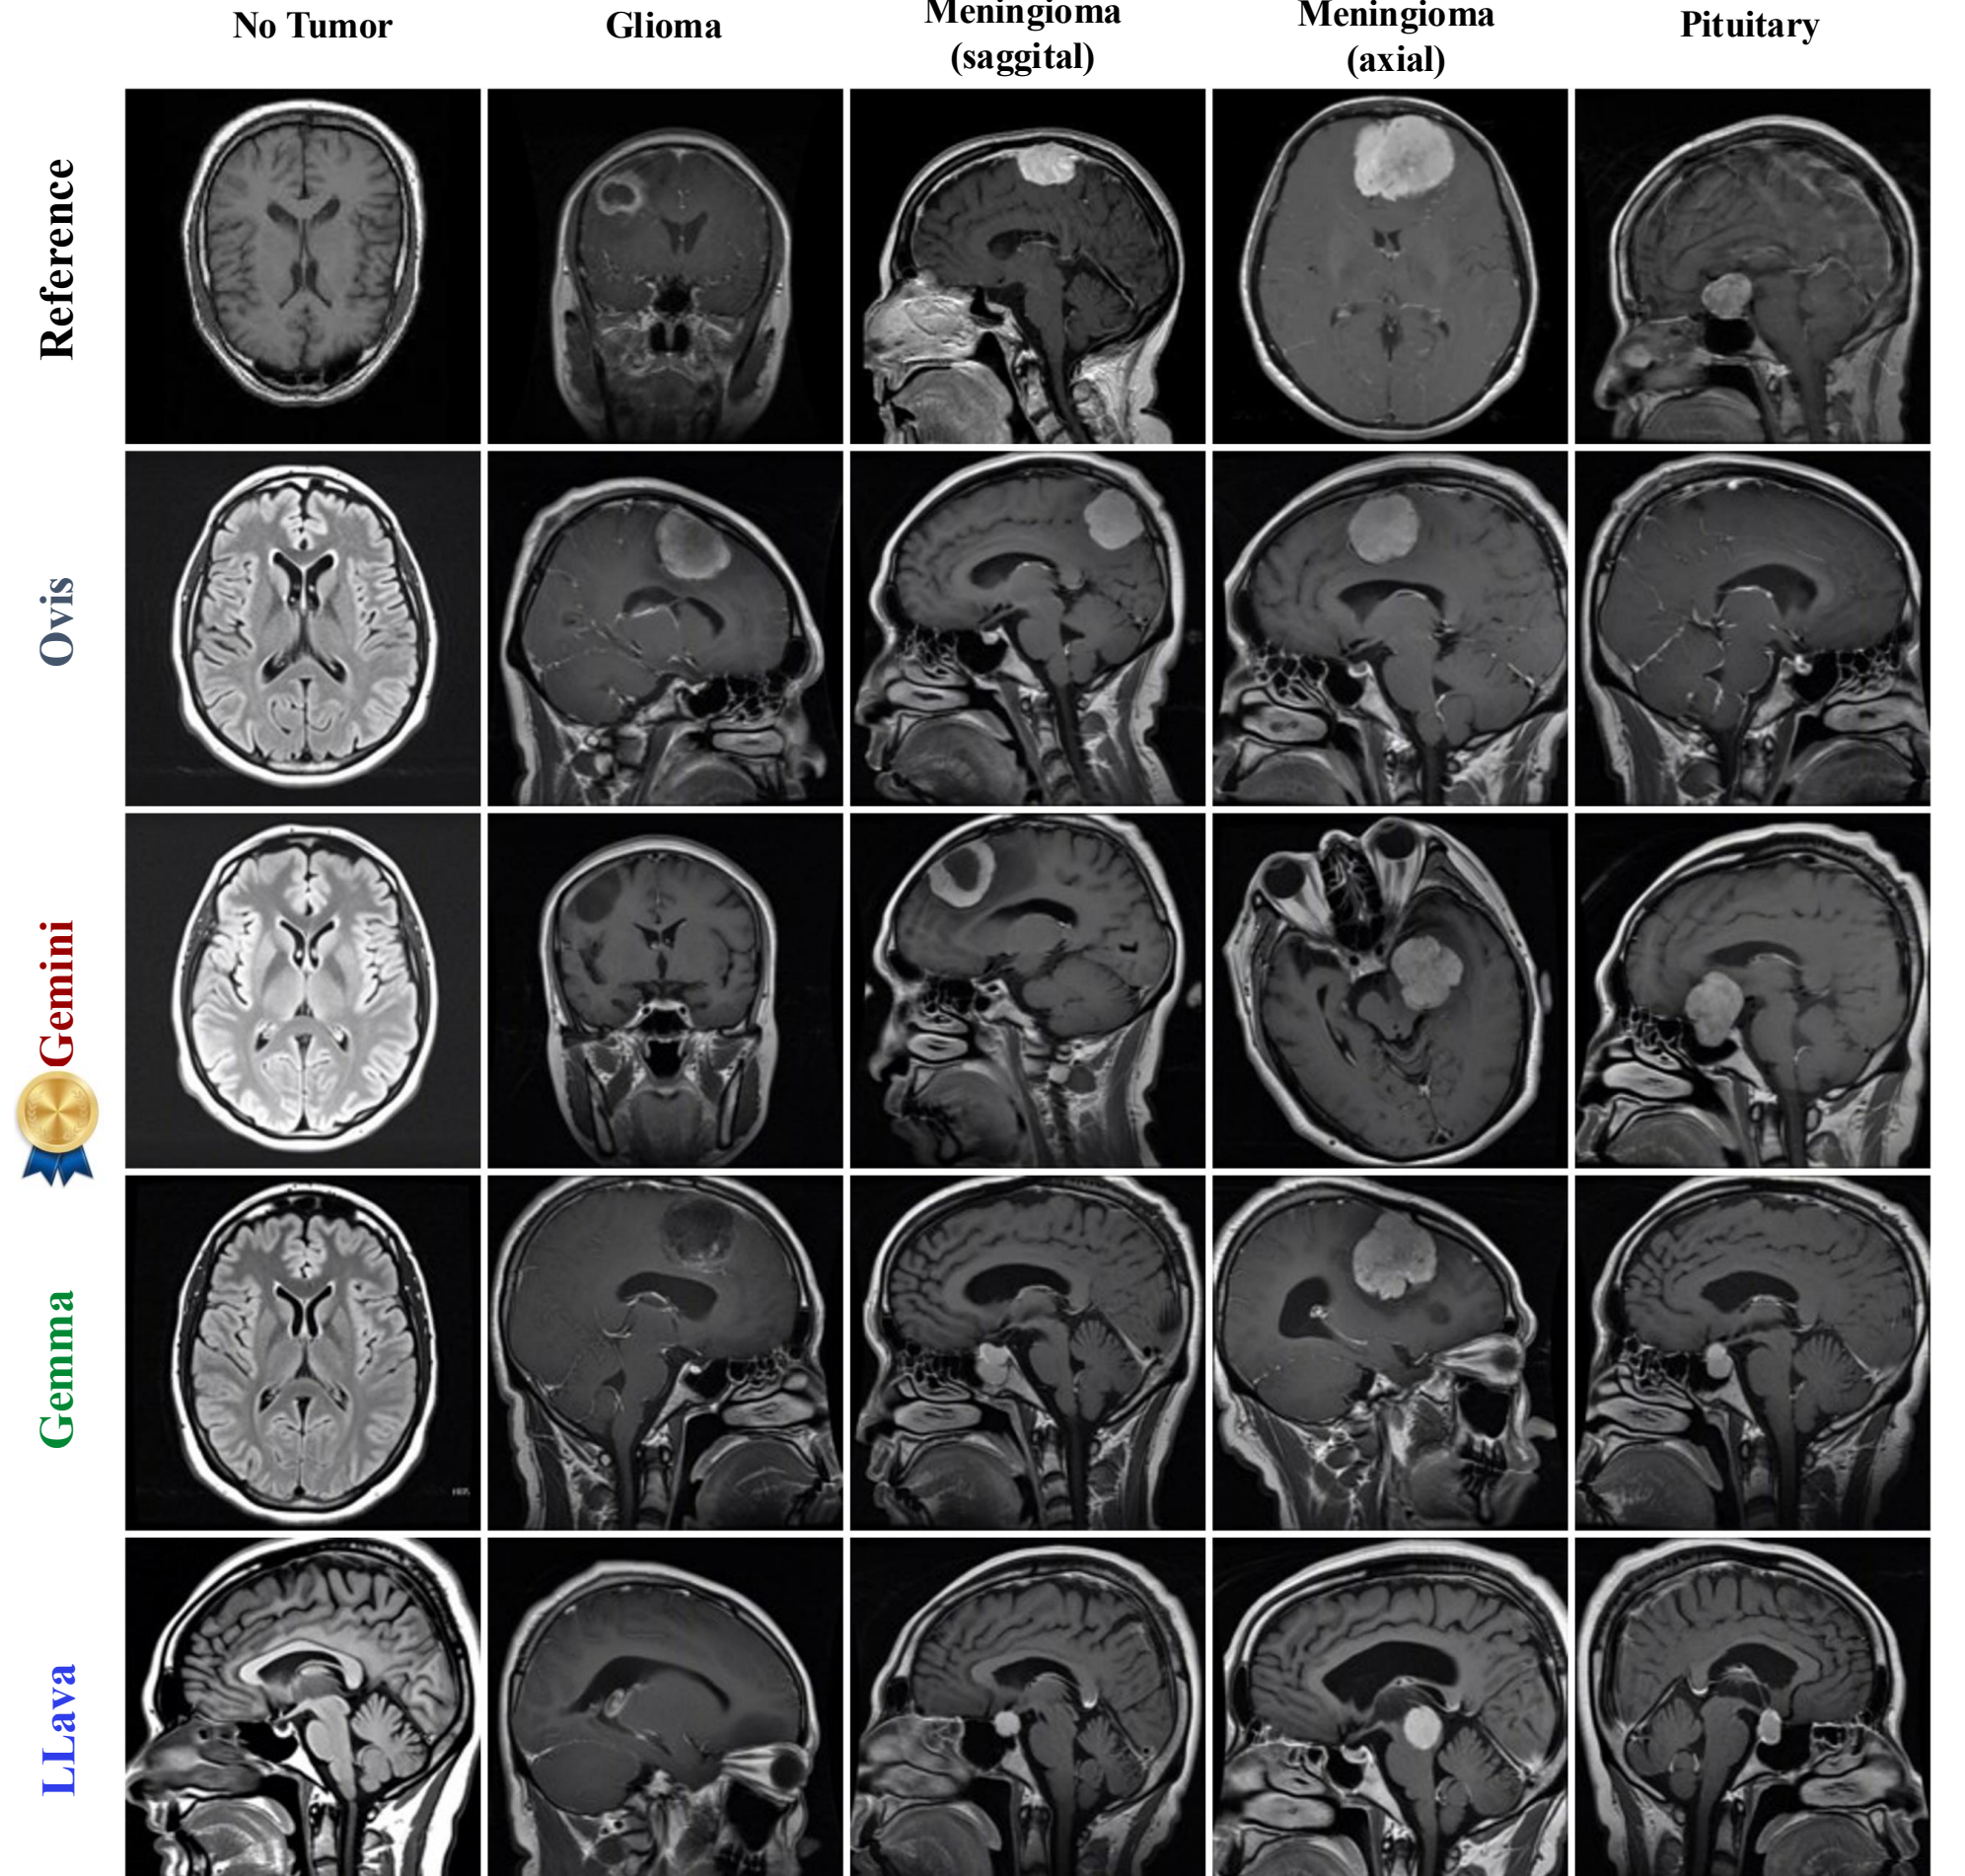 No Tumor
Glioma
Meningioma
(saggital)
Meningioma
(axial)
Pituitary
Reference
Ovis
Gemini
Gemma
LLava